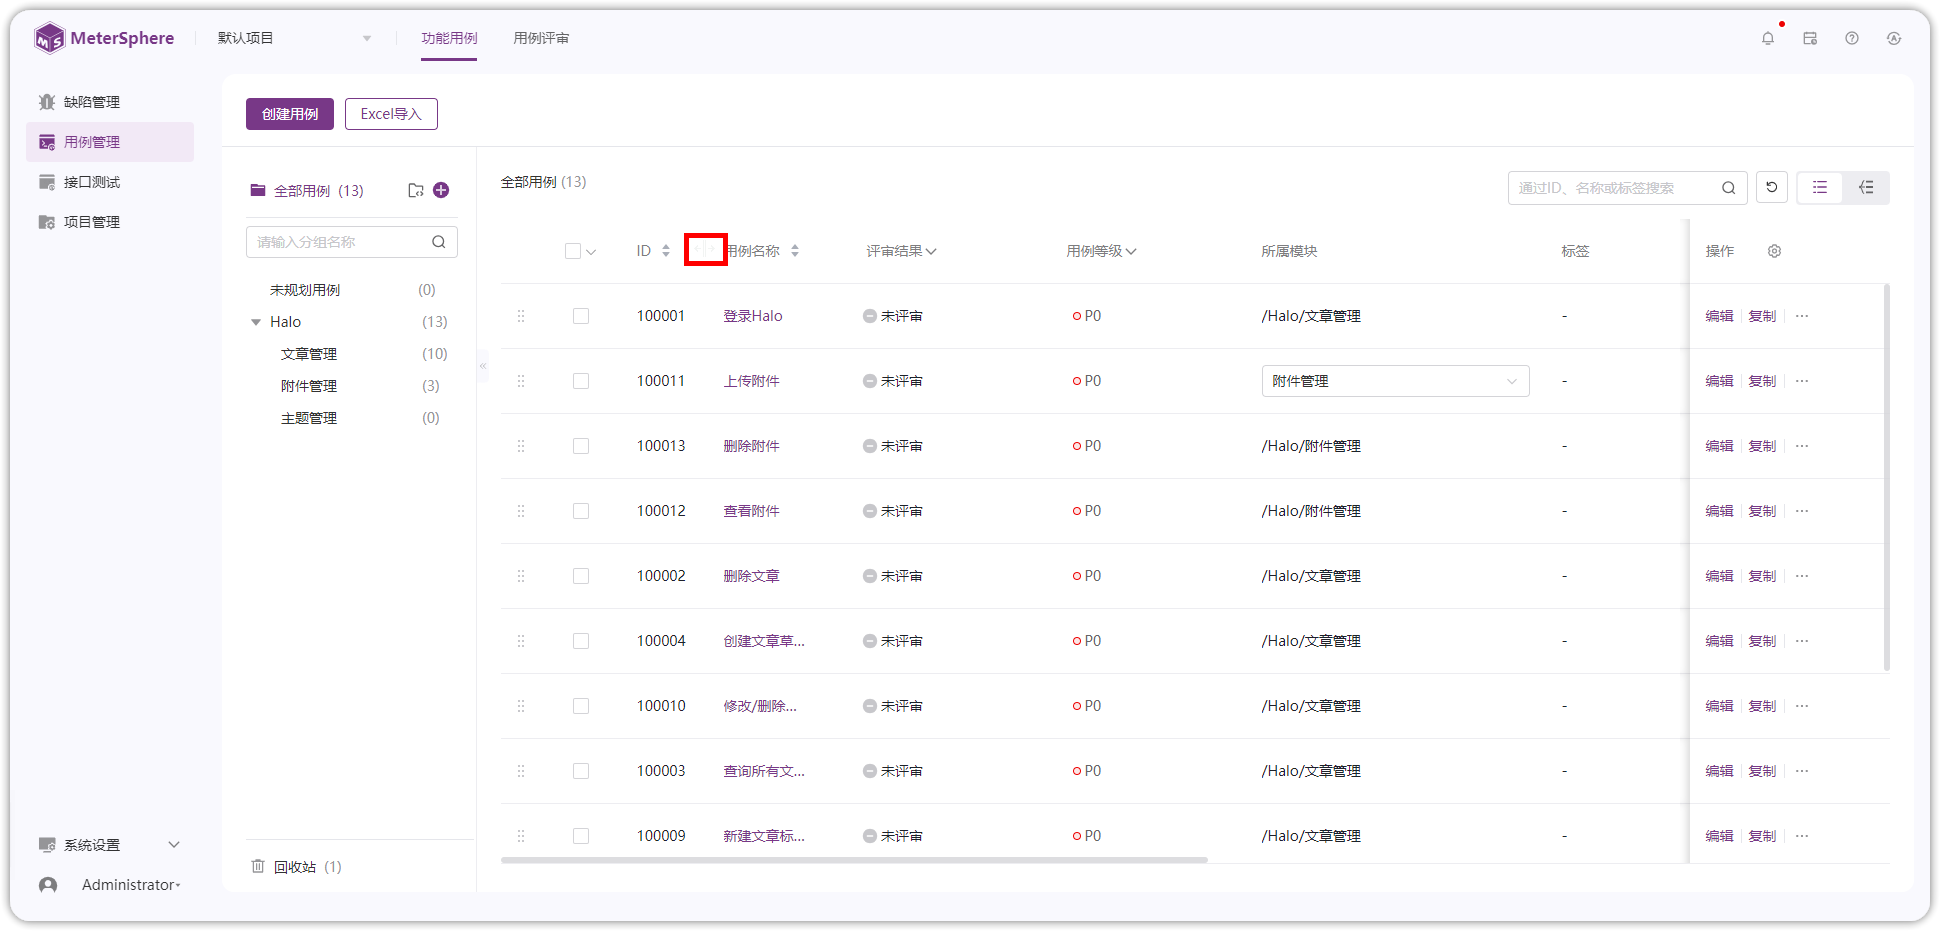 MeterSphere 默认项目 功能用例 用例评审
缺陷管理
用例管理
接口测试
项目管理
系统设置
Administrator
创建用例 Excel导入
全部用例 (13)
请输入分组名称
未规划用例 (0)
Halo (13)
文章管理 (10)
附件管理 (3)
主题管理 (0)
回收站 (1)
全部用例 (13) 通过ID、名称或标签搜索
ID 用例名称 评审结果 用例等级 所属模块 标签 操作
100001 登录Halo 未评审 P0 /Halo/文章管理 - 编辑 复制 ···
100011 上传附件 未评审 P0 附件管理 - 编辑 复制 ···
100013 删除附件 未评审 P0 /Halo/附件管理 - 编辑 复制 ···
100012 查看附件 未评审 P0 /Halo/附件管理 - 编辑 复制 ···
100002 删除文章 未评审 P0 /Halo/文章管理 - 编辑 复制 ···
100004 创建文章草... 未评审 P0 /Halo/文章管理 - 编辑 复制 ···
100010 修改/删除... 未评审 P0 /Halo/文章管理 - 编辑 复制 ···
100003 查询所有文... 未评审 P0 /Halo/文章管理 - 编辑 复制 ···
100009 新建文章标... 未评审 P0 /Halo/文章管理 - 编辑 复制 ···